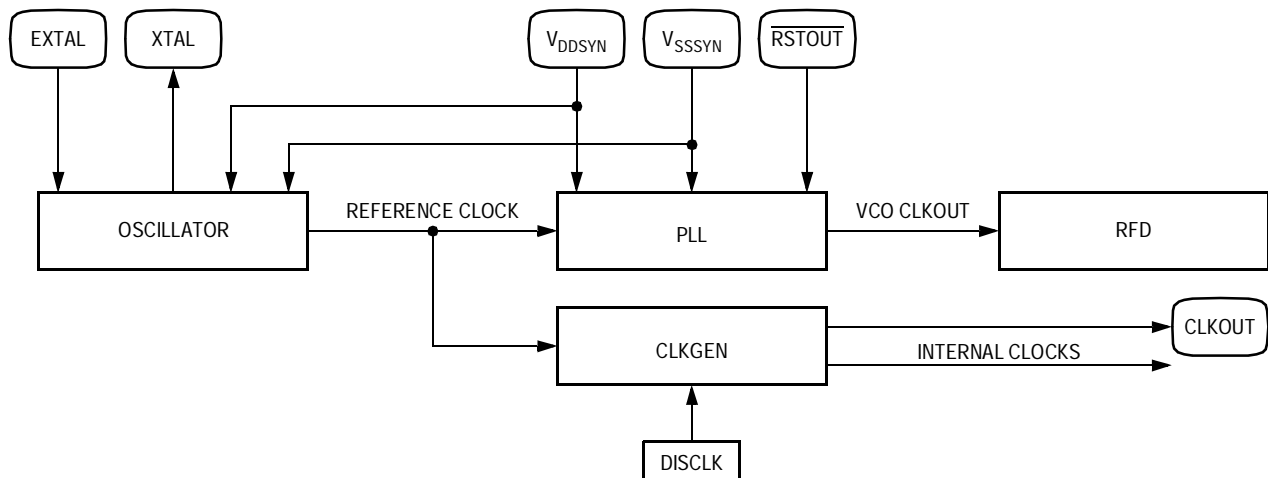 EXTAL
XTAL
VDDSYN
VSSSYN
RSTOUT
OSCILLATOR
REFERENCE CLOCK
PLL
VCO CLKOUT
RFD
CLKGEN
INTERNAL CLOCKS
CLKOUT
DISCLK